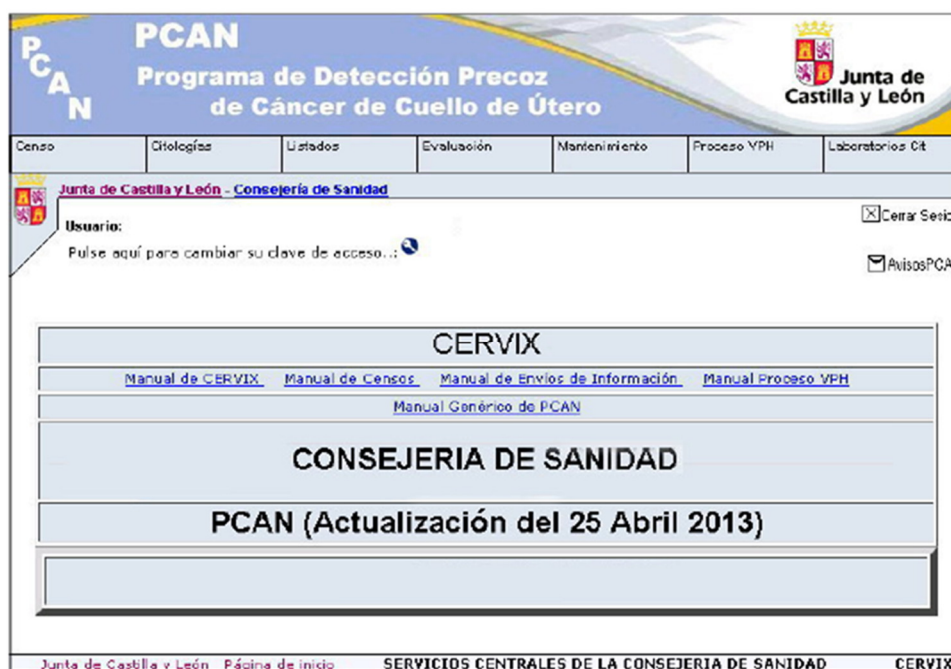 PCAN
PCAN
Programa de Detección Precoz
de Cáncer de Cuello de Útero
Junta de
Castilla y León
Censo Citologías Listados Evaluación Mantenimiento Proceso VPH Laboratorios Cit
Junta de Castilla y León - Consejería de Sanidad
Usuario:
Cerrar Sesio
Pulse aquí para cambiar su clave de acceso..:
AvisosPCA
CERVIX
Manual de CERVIX Manual de Censos Manual de Envíos de Información Manual Proceso VPH
Manual Genérico de PCAN
CONSEJERIA DE SANIDAD
PCAN (Actualización del 25 Abril 2013)
Junta de Castilla y León Página de inicio SERVICIOS CENTRALES DE LA CONSEJERIA DE SANIDAD CERVIX